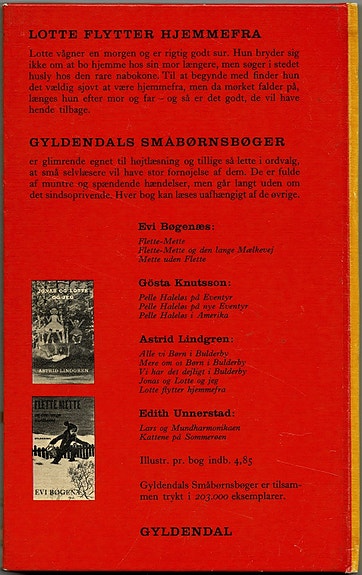 LOTTE FLYTTER HJEMMEFRA
Lotte vågner en morgen og er rigtig godt sur. Hun bryder sig
ikke om at bo hjemme hos sin mor længere, men søger i stedet
husly hos den rare nabokone. Til at begynde med finder hun
det vældig sjovt at være hjemmefra, men da mørket falder på,
længes hun efter mor og far – og så er det godt, de vil have
hende tilbage.
GYLDENDALS SMÅBØRNSBØGER
er glimrende egnet til højtlæsning og tillige så lette i ordvalg,
at små selvlæsere vil have stor fornøjelse af dem. De er fulde
af muntre og spændende hændelser, men går langt uden om
det sindsoprivende. Hver bog kan læses uafhængigt af de øvrige.
Evi Bøgenæs:
Flette-Mette
Flette-Mette og den lange Mælkevej
Mette uden Flette
Gösta Knutsson:
Pelle Haleløs på Eventyr
Pelle Haleløs på nye Eventyr
Pelle Haleløs i Amerika
Astrid Lindgren:
Alle vi Børn i Bulderby
Mere om os Børn i Bulderby
Vi har det dejligt i Bulderby
Jonas og Lotte og jeg
Lotte flytter hjemmefra
Edith Unnerstad:
Lars og Mundharmonikaen
Kattene på Sommerøen
Illustr. pr. bog indb. 4,85
Gyldendals Småbørnsbøger er tilsam-
men trykt i 203.000 eksemplarer.
GYLDENDAL
JONAS OG LOTTE
OG JEG
ASTRID LINDGREN
FLETTE METTE
EVI BØGENÆS